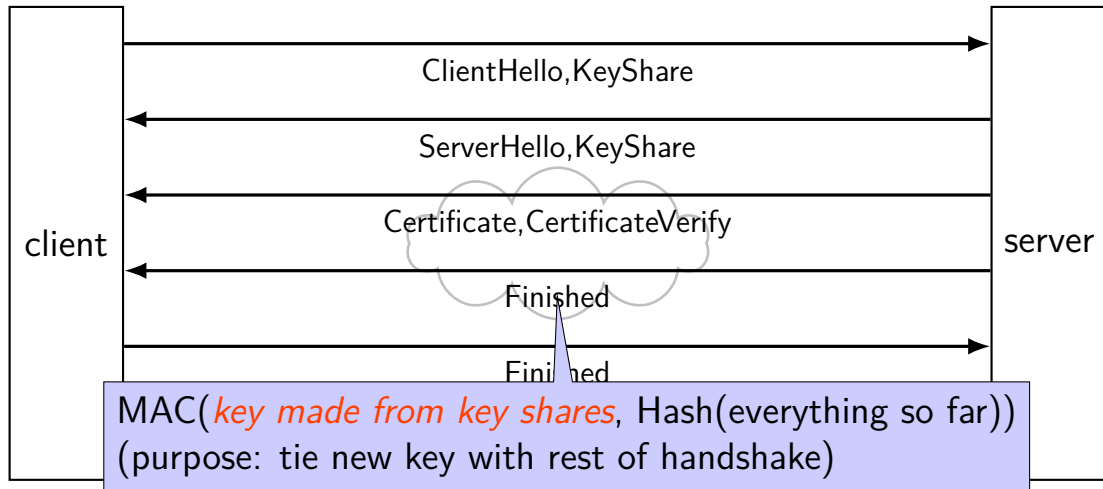 ClientHello,KeyShare
ServerHello,KeyShare
Certificate,CertificateVerify
client
server
Finished
Finished
MAC(key made from key shares, Hash(everything so far))
(purpose: tie new key with rest of handshake)